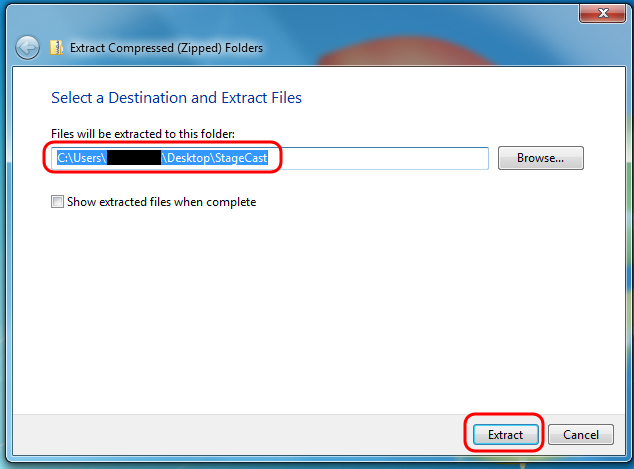 Extract Compressed (Zipped) Folders
Select a Destination and Extract Files
Files will be extracted to this folder:
C:\Users\ \Desktop\StageCast
Browse...
Show extracted files when complete
Extract
Cancel